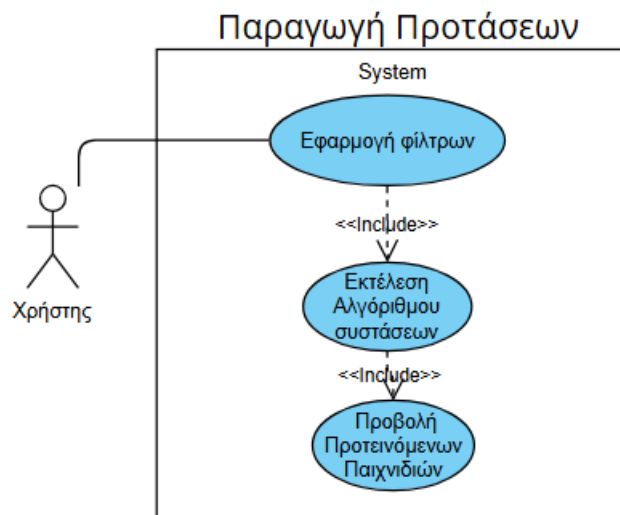 Παραγωγή Προτάσεων
System
Εφαρμογή φίλτρων
<<Include>>
Χρήστης
Εκτέλεση
Αλγόριθμου
συστάσεων
<<Include>>
Προβολή
Προτεινόμενων
Παιχνιδιών